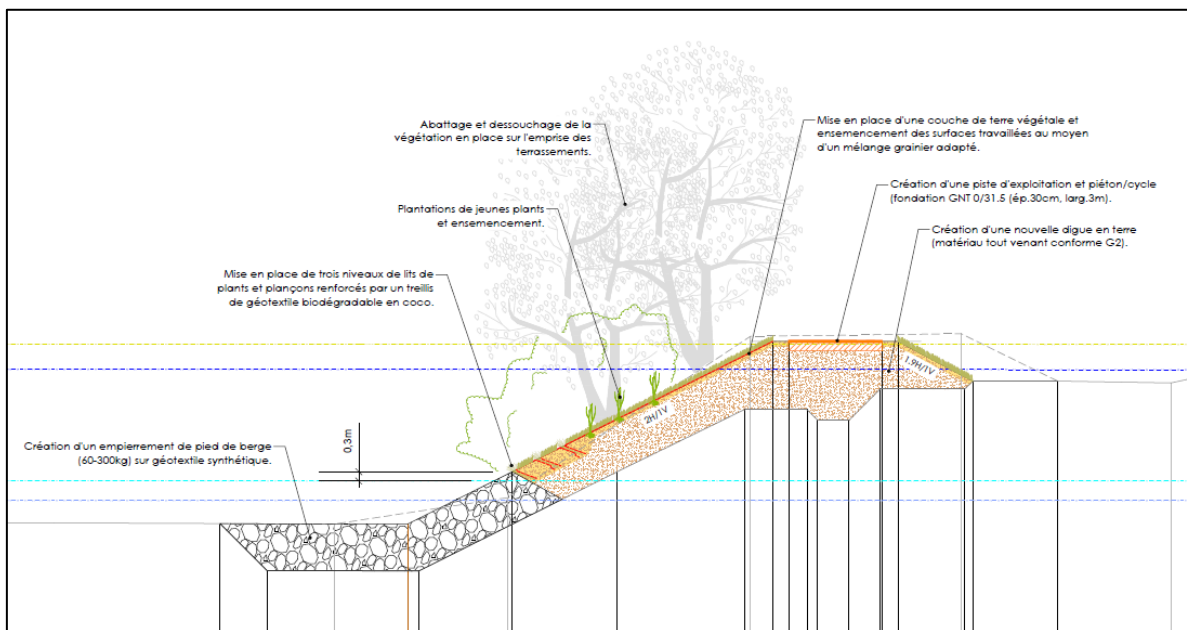 Abattage et dessouchage de la
végétation en place sur l'emprise des
terrassements.
Mise en place d'une couche de terre végétale et
ensemencement des surfaces travaillées au moyen
d'un mélange grainier adapté.
Création d'une piste d'exploitation et piéton/cycle
(fondation GNT 0/31.5 (ép.30cm, larg.3m).
Plantations de jeunes plants
et ensemencement.
Création d'une nouvelle digue en terre
(matériau tout venant conforme G2).
Mise en place de trois niveaux de lits de
plants et plançons renforcés par un treillis
de géotextile biodégradable en coco.
1.9H/1V
2H/1V
Création d'un empierrement de pied de berge
(60-300kg) sur géotextile synthétique.
0,3m